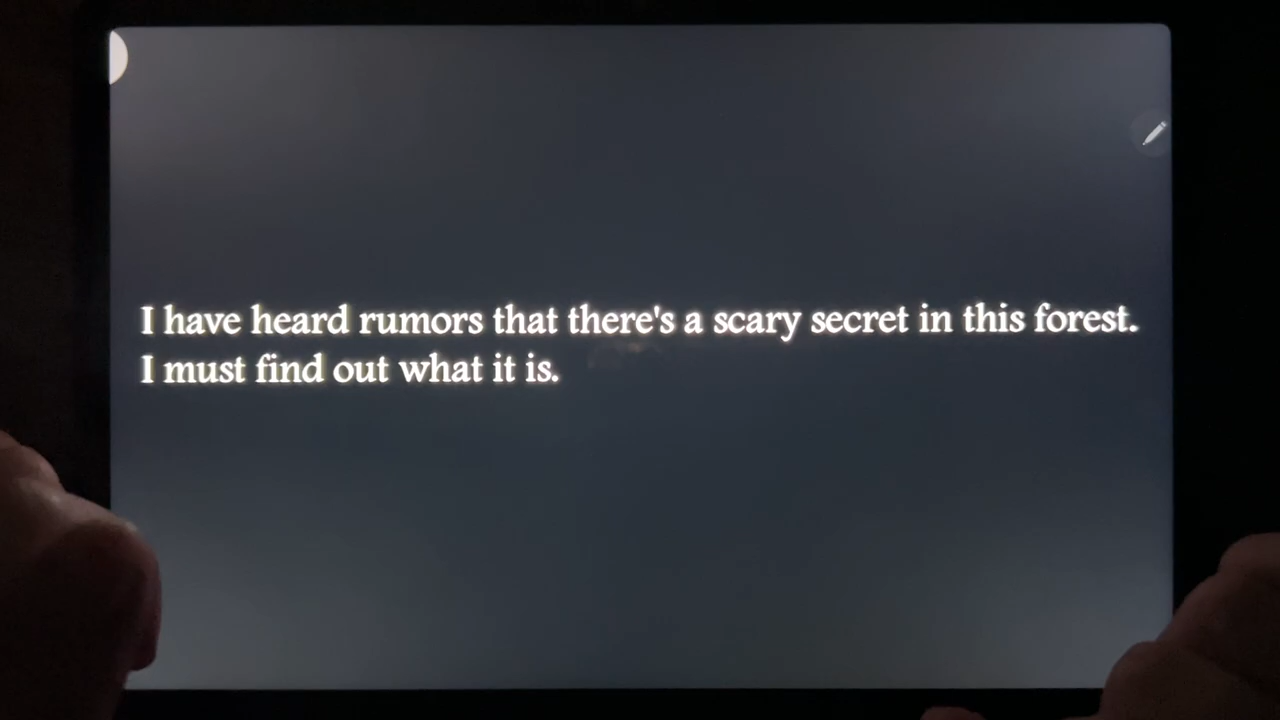 I have heard rumors that there's a scary secret in this forest.
I must find out what it is.